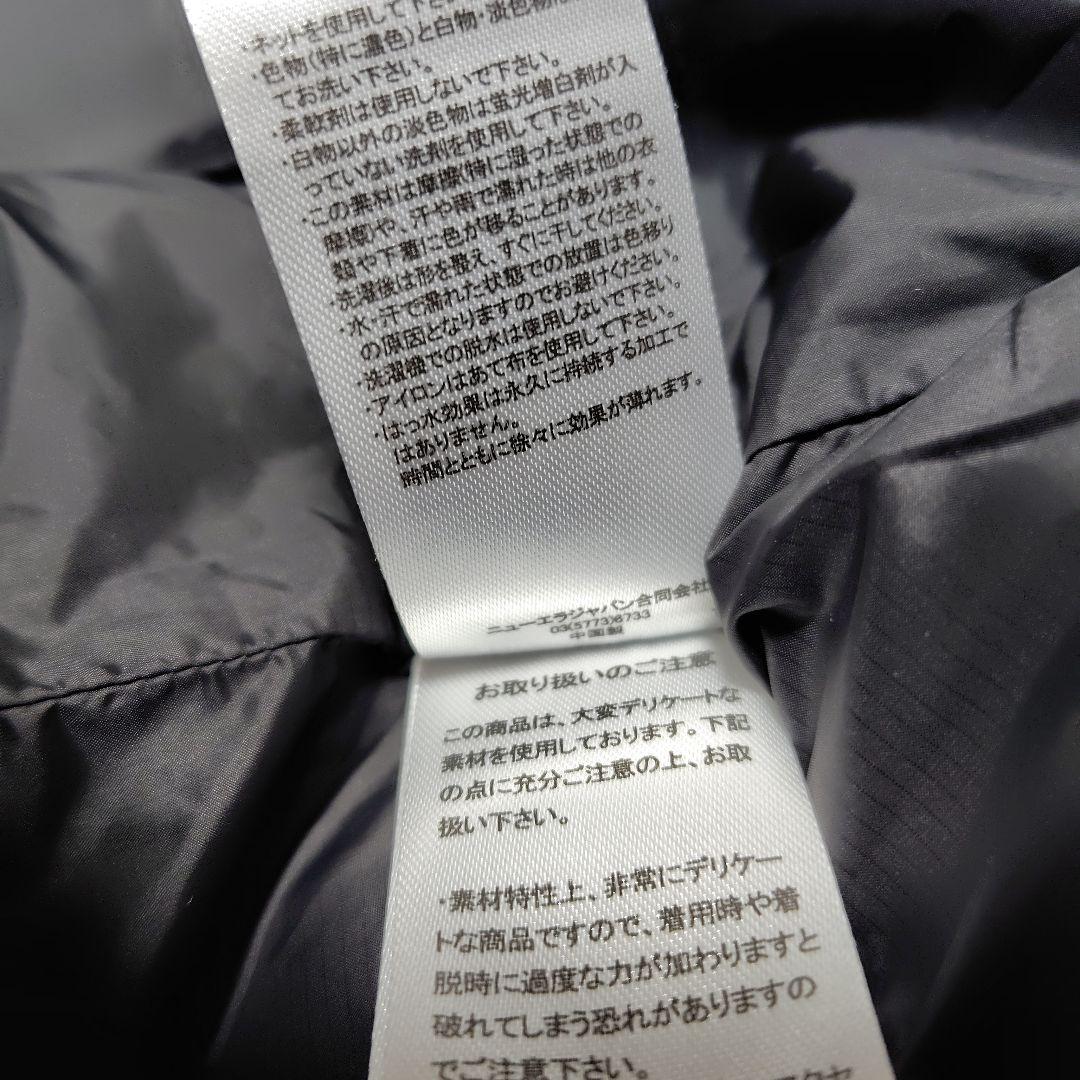 ・ネットを使用して下さ
・色物(特に濃色)と白物・淡色物は
てお洗い下さい。
・柔軟剤は使用しないで下さい。
・白物以外の淡色物は蛍光増白剤が入
っていない洗剤を使用して下さい。
・この素材は摩擦(特に湿った状態での
摩擦)や、汗や雨で濡れた時は他の衣
類や下着に色が移ることがあります。
・洗濯後は形を整え、すぐに干してください。
・水・汗で濡れた状態での放置は色移り
の原因となりますのでお避けください。
・洗濯機での脱水は使用しないで下さい。
・アイロンはあて布を使用して下さい。
・はっ水効果は永久に持続する加工で
はありません。
時間とともに徐々に効果が薄れます。
ニューエラジャパン合同会社
03(5773)6733
中国製
お取り扱いのご注意
この商品は、大変デリケートな
素材を使用しております。下記
の点に充分ご注意の上、お取
扱い下さい。
・素材特性上、非常にデリケー
トな商品ですので、着用時や着
脱時に過度な力が加わりますと
破れてしまう恐れがありますの
でご注意下さい。
アクセ